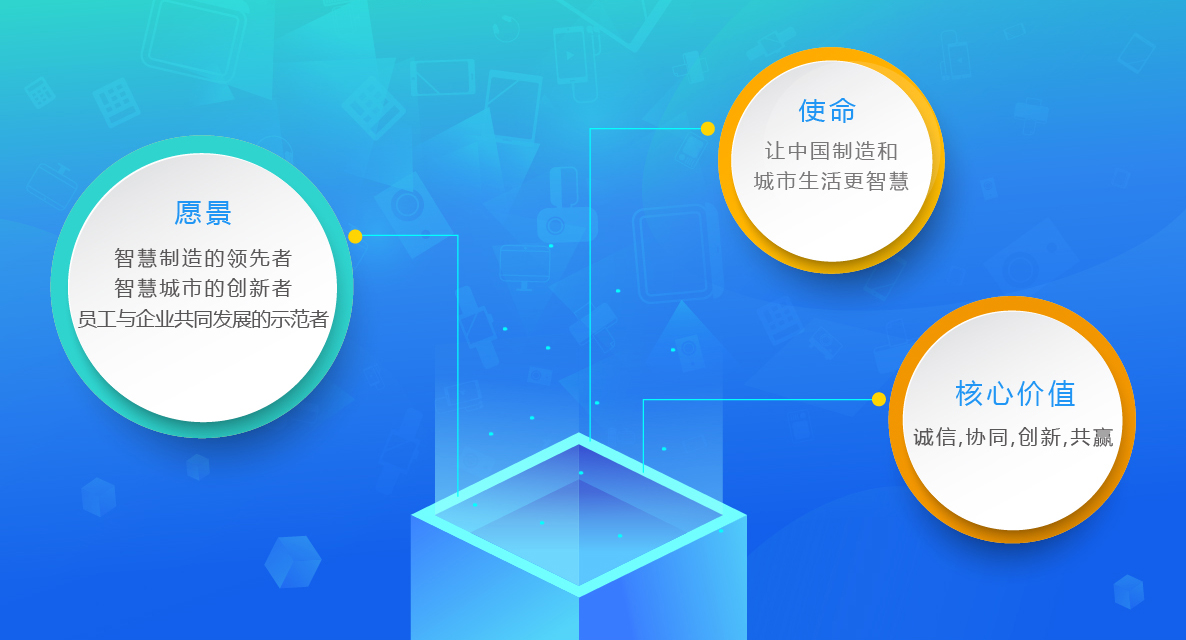 愿景
智慧制造的领先者
智慧城市的创新者
员工与企业共同发展的示范者
使命
让中国制造和
城市生活更智慧
核心价值
诚信,协同,创新,共赢